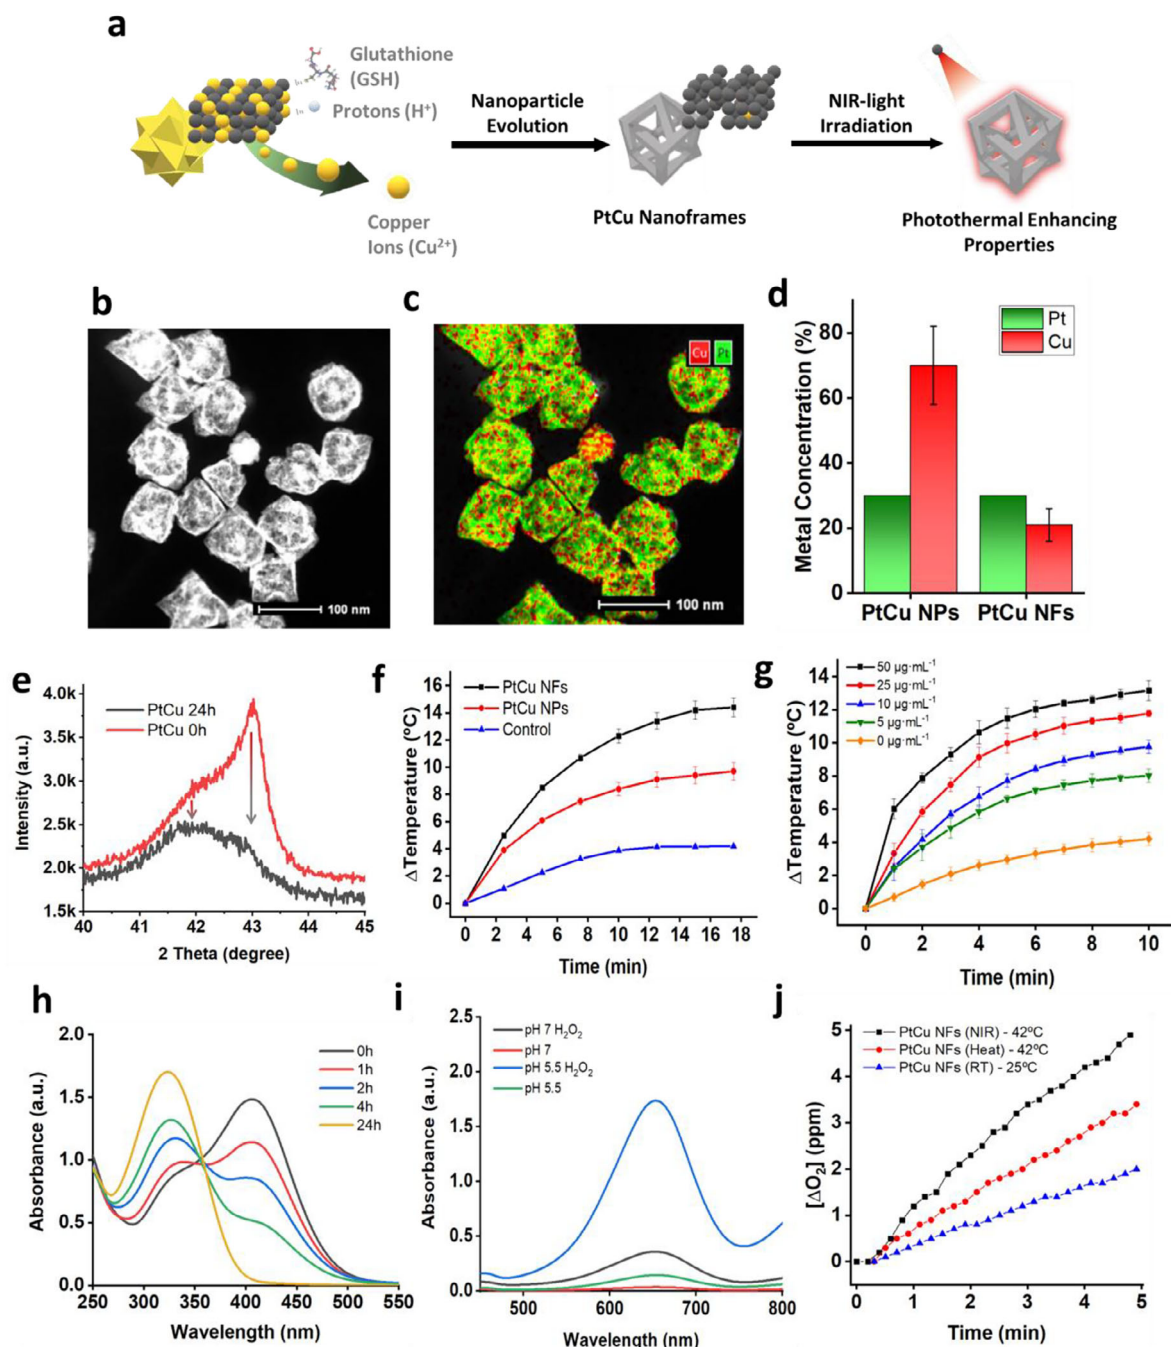 a
Glutathione
(GSH)
Protons (H⁺)
Copper
Ions (Cu²⁺)
Nanoparticle
Evolution
PtCu Nanoframes
NIR-light
Irradiation
Photothermal Enhancing
Properties
b
100 nm
c
Cu
Pt
100 nm
d
Metal Concentration (%)
80
60
40
20
0
Pt
Cu
PtCu NPs
PtCu NFs
e
Intensity (a.u.)
4.0k
3.5k
3.0k
2.5k
2.0k
1.5k
PtCu 24h
PtCu 0h
40 41 42 43 44 45
2 Theta (degree)
f
ΔTemperature (ºC)
16
14
12
10
8
6
4
2
0
PtCu NFs
PtCu NPs
Control
0 2 4 6 8 10 12 14 16 18
Time (min)
g
ΔTemperature (ºC)
14
12
10
8
6
4
2
0
50 µg·mL⁻¹
25 µg·mL⁻¹
10 µg·mL⁻¹
5 µg·mL⁻¹
0 µg·mL⁻¹
0 2 4 6 8 10
Time (min)
h
Absorbance (a.u.)
2.0
1.5
1.0
0.5
0.0
0h
1h
2h
4h
24h
250 300 350 400 450 500 550
Wavelength (nm)
i
Absorbance (a.u.)
2.5
2.0
1.5
1.0
0.5
0.0
pH 7 H₂O₂
pH 7
pH 5.5 H₂O₂
pH 5.5
500 600 700 800
Wavelength (nm)
j
[ΔO₂] (ppm)
5
4
3
2
1
0
PtCu NFs (NIR) - 42ºC
PtCu NFs (Heat) - 42ºC
PtCu NFs (RT) - 25ºC
0 1 2 3 4 5
Time (min)